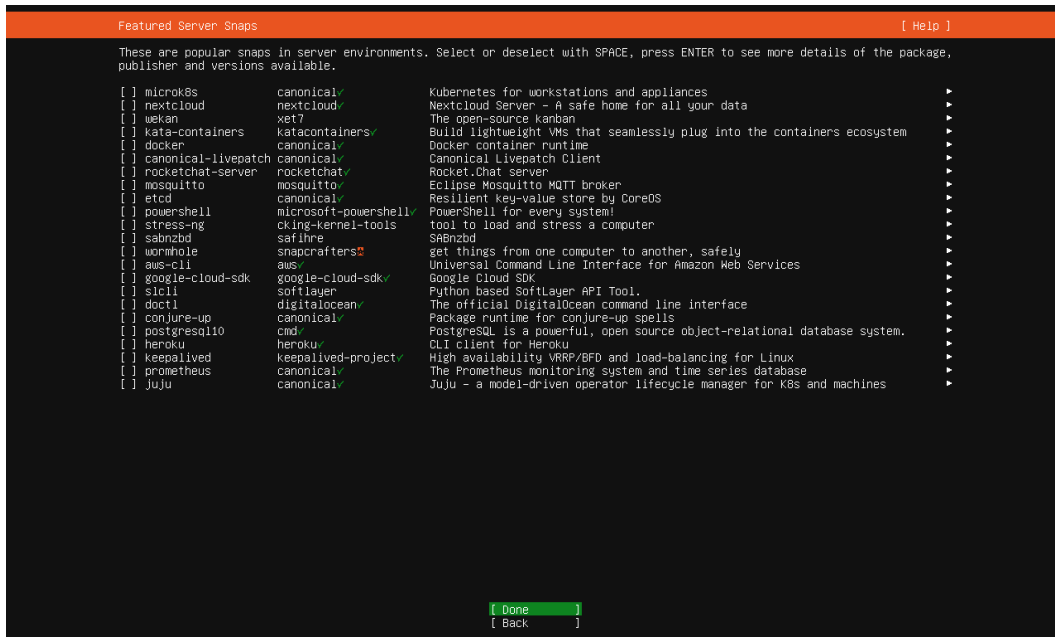 Featured Server Snaps [ Help ]
These are popular snaps in server environments. Select or deselect with SPACE, press ENTER to see more details of the package,
publisher and versions available.
[ ] microk8s canonical✓ Kubernetes for workstations and appliances ▸
[ ] nextcloud nextcloud✓ Nextcloud Server – A safe home for all your data ▸
[ ] wekan xet7 The open-source kanban ▸
[ ] kata-containers katacontainers✓ Build lightweight VMs that seamlessly plug into the containers ecosystem ▸
[ ] docker canonical✓ Docker container runtime ▸
[ ] canonical-livepatch canonical✓ Canonical Livepatch Client ▸
[ ] rocketchat-server rocketchat✓ Rocket.Chat server ▸
[ ] mosquitto mosquitto✓ Eclipse Mosquitto MQTT broker ▸
[ ] etcd canonical✓ Resilient key-value store by CoreOS ▸
[ ] powershell microsoft-powershell✓ PowerShell for every system! ▸
[ ] stress-ng cking-kernel-tools tool to load and stress a computer ▸
[ ] sabnzbd safihre SABnzbd ▸
[ ] wormhole snapcrafters get things from one computer to another, safely ▸
[ ] aws-cli aws✓ Universal Command Line Interface for Amazon Web Services ▸
[ ] google-cloud-sdk google-cloud-sdk✓ Google Cloud SDK ▸
[ ] slcli softlayer Python based SoftLayer API Tool. ▸
[ ] doctl digitalocean✓ The official DigitalOcean command line interface ▸
[ ] conjure-up canonical✓ Package runtime for conjure-up spells ▸
[ ] postgresql10 cmd✓ PostgreSQL is a powerful, open source object-relational database system. ▸
[ ] heroku heroku✓ CLI client for Heroku ▸
[ ] keepalived keepalived-project✓ High availability VRRP/BFD and load-balancing for Linux ▸
[ ] prometheus canonical✓ The Prometheus monitoring system and time series database ▸
[ ] juju canonical✓ Juju – a model-driven operator lifecycle manager for K8s and machines ▸
[ Done ]
[ Back ]